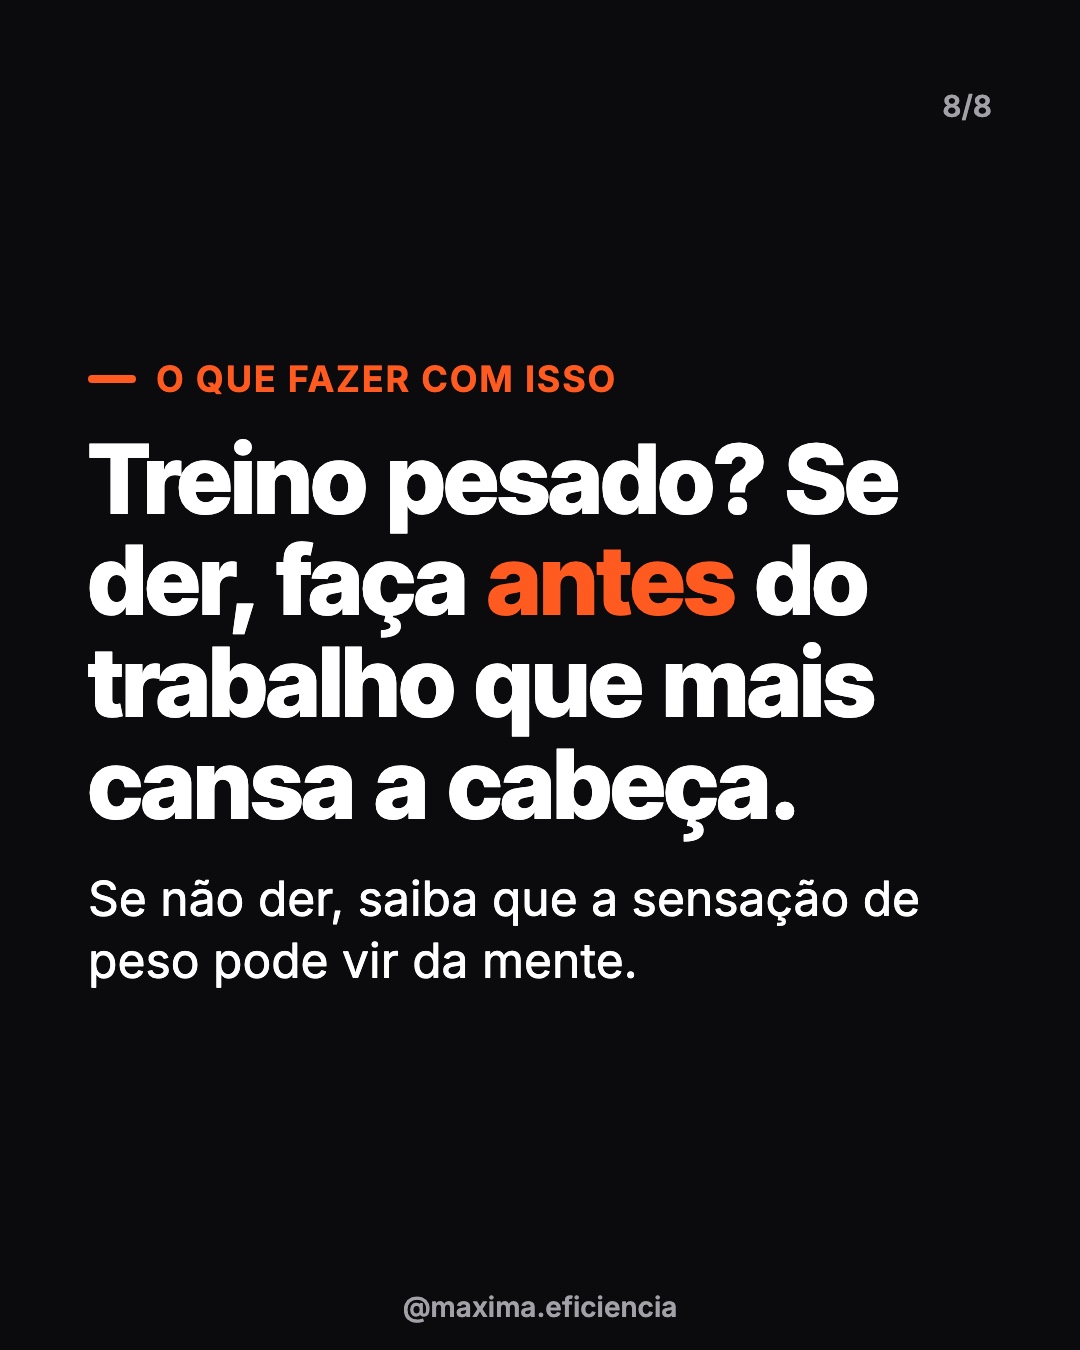 8/8
O QUE FAZER COM ISSO
Treino pesado? Se
der, faça antes do
trabalho que mais
cansa a cabeça.
Se não der, saiba que a sensação de
peso pode vir da mente.
@maxima.eficiencia